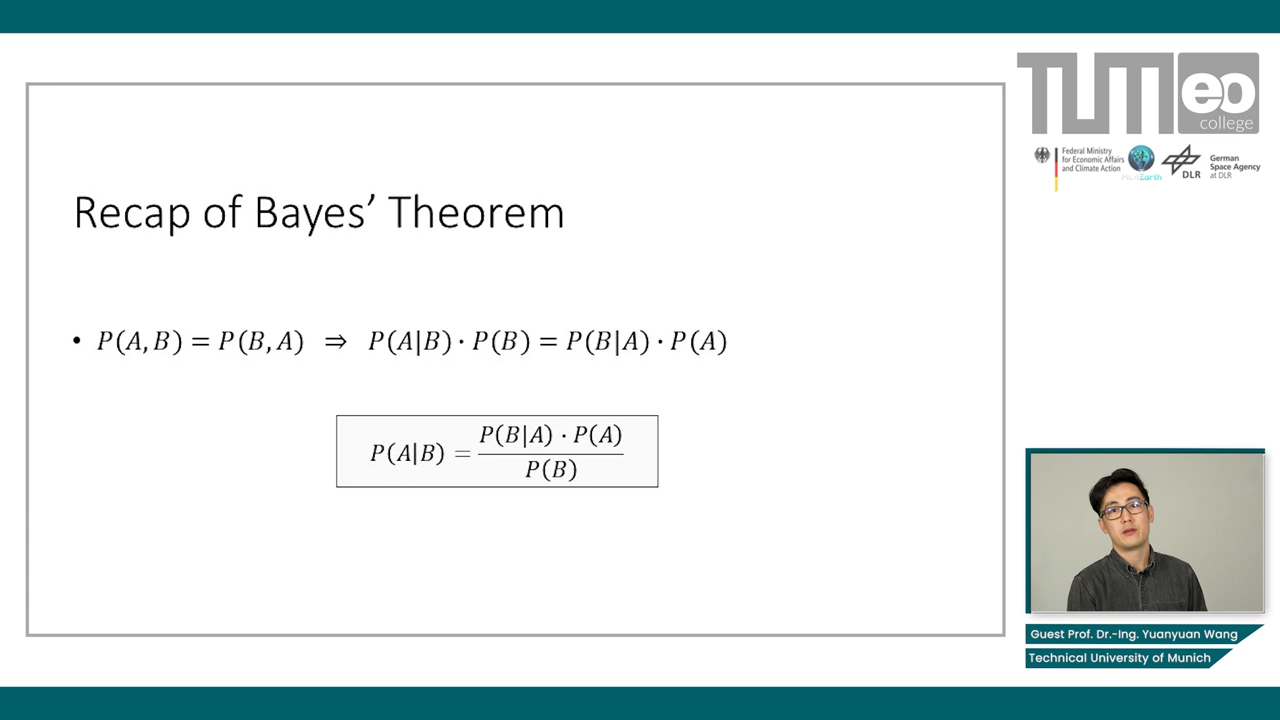 TUM eo
college
Federal Ministry
for Economic Affairs
and Climate Action
ML4Earth
DLR
German
Space Agency
at DLR
Recap of Bayes’ Theorem
• P(A, B) = P(B, A) ⇒ P(A|B) · P(B) = P(B|A) · P(A)
P(A|B) = P(B|A) · P(A) / P(B)
Guest Prof. Dr.-Ing. Yuanyuan Wang
Technical University of Munich